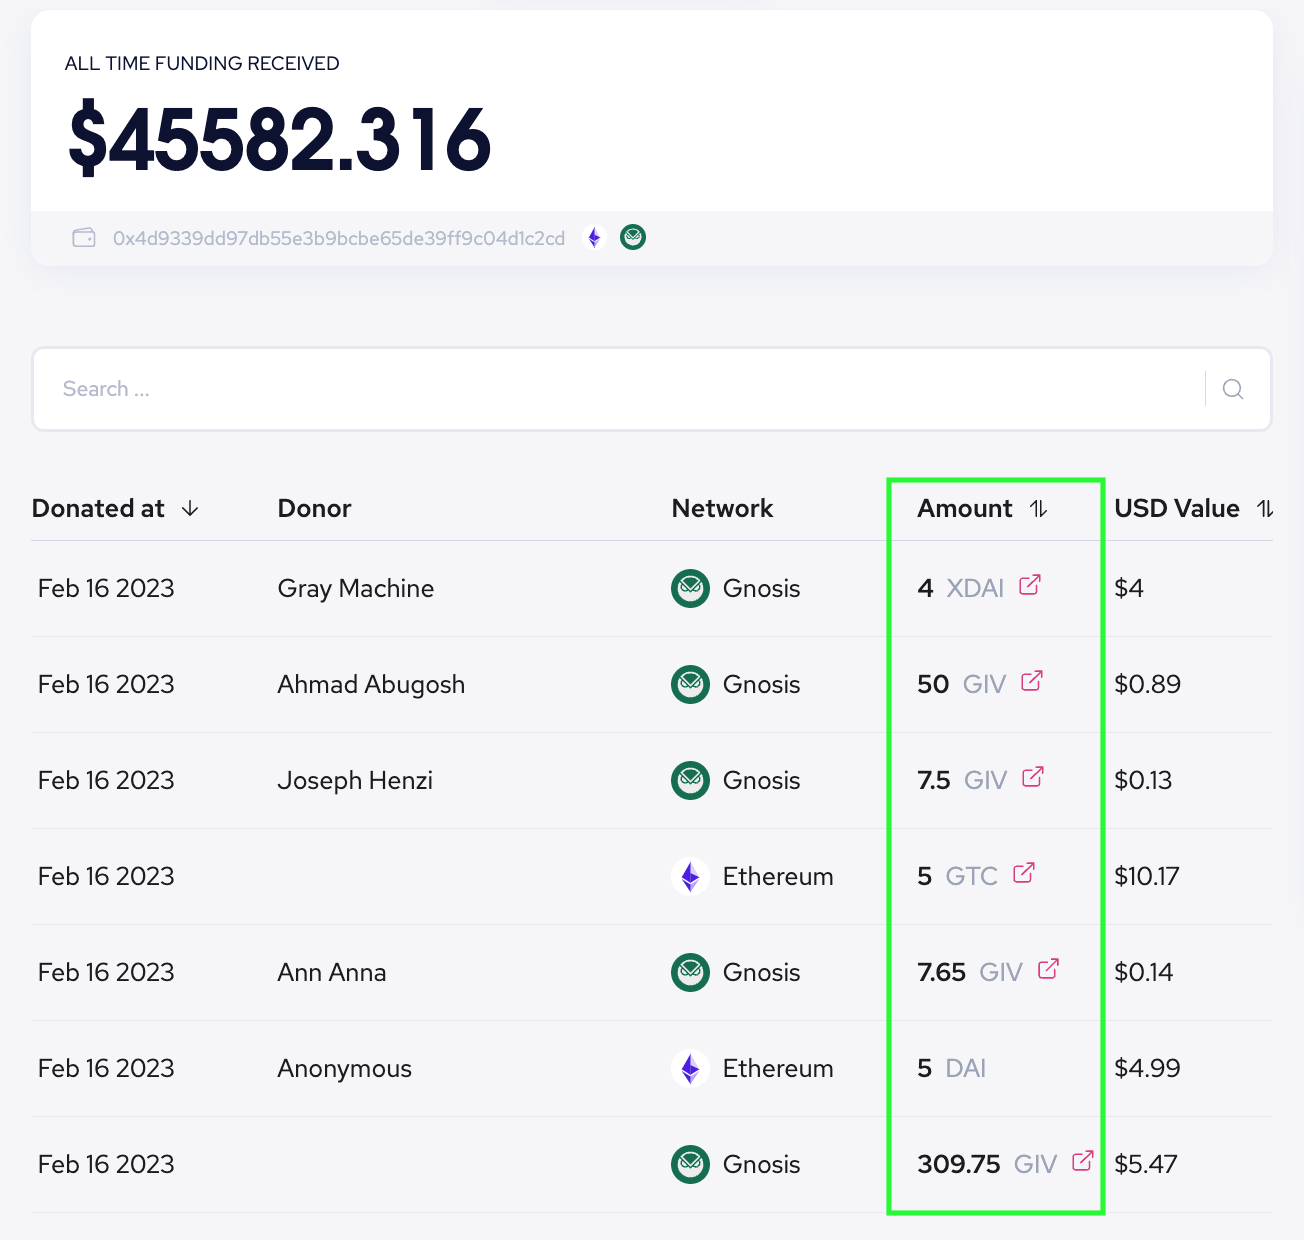 ALL TIME FUNDING RECEIVED
$45582.316
0x4d9339dd97db55e3b9bcbe65de39ff9c04d1c2cd
Search ...
Donated at Donor Network Amount USD Value
Feb 16 2023 Gray Machine Gnosis 4 XDAI $4
Feb 16 2023 Ahmad Abugosh Gnosis 50 GIV $0.89
Feb 16 2023 Joseph Henzi Gnosis 7.5 GIV $0.13
Feb 16 2023 Ethereum 5 GTC $10.17
Feb 16 2023 Ann Anna Gnosis 7.65 GIV $0.14
Feb 16 2023 Anonymous Ethereum 5 DAI $4.99
Feb 16 2023 Gnosis 309.75 GIV $5.47